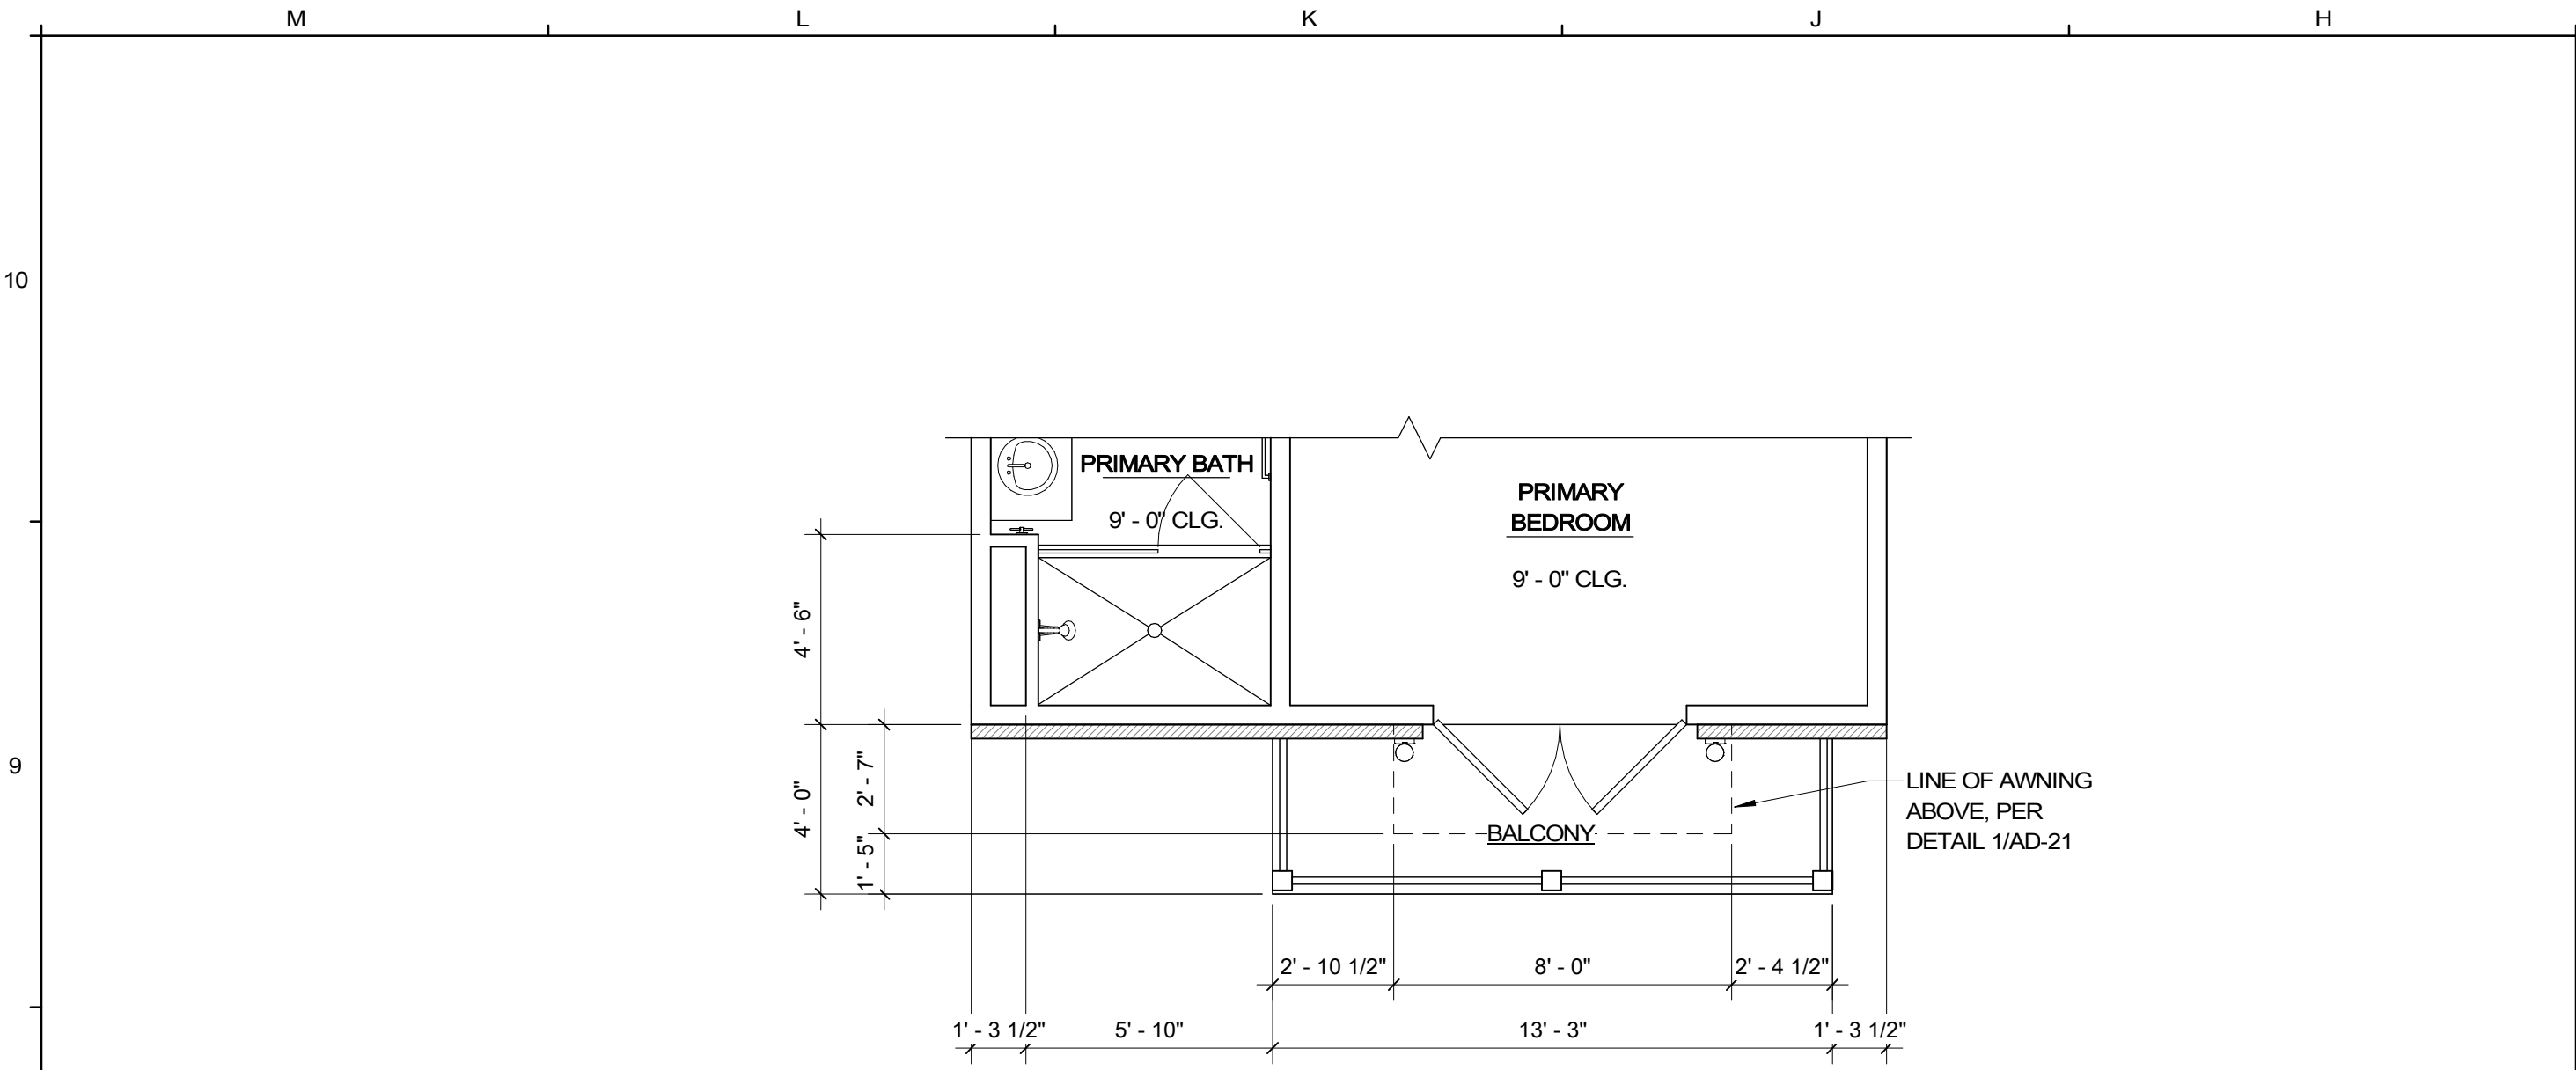 M L K J H
10
PRIMARY BATH
9' - 0" CLG.
PRIMARY
BEDROOM
9' - 0" CLG.
4' - 6"
9
4' - 0"
2' - 7"
1' - 5"
LINE OF AWNING
ABOVE, PER
DETAIL 1/AD-21
BALCONY
2' - 10 1/2" 8' - 0" 2' - 4 1/2"
1' - 3 1/2" 5' - 10" 13' - 3" 1' - 3 1/2"